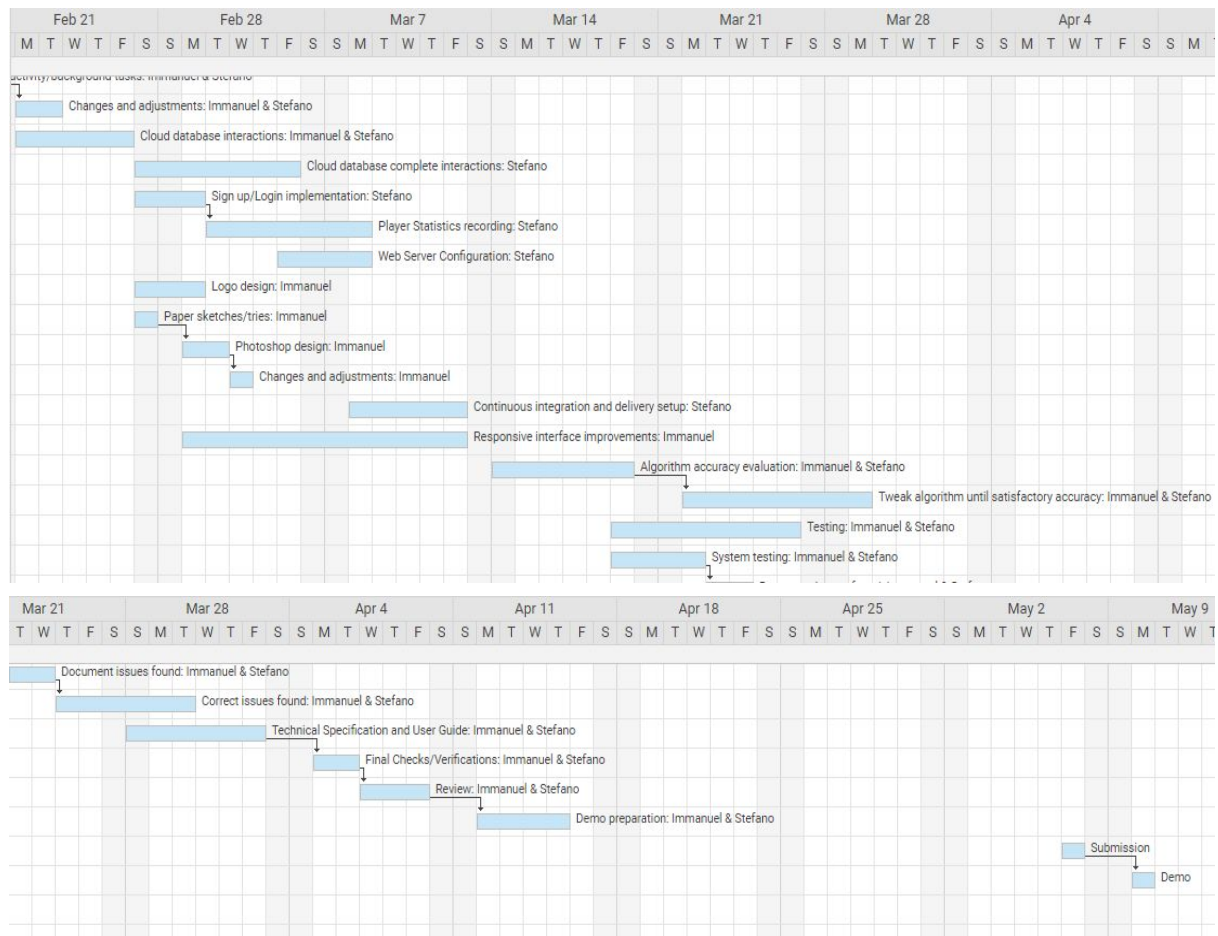 Feb 21 Feb 28 Mar 7 Mar 14 Mar 21 Mar 28 Apr 4
M T W T F S S M T W T F S S M T W T F S S M T W T F S S M T W T F S S M T W T F S S M T W T F S S M
background tasks: Immanuel & Stefano
Changes and adjustments: Immanuel & Stefano
Cloud database interactions: Immanuel & Stefano
Cloud database complete interactions: Stefano
Sign up/Login implementation: Stefano
Player Statistics recording: Stefano
Web Server Configuration: Stefano
Logo design: Immanuel
Paper sketches/tries: Immanuel
Photoshop design: Immanuel
Changes and adjustments: Immanuel
Continuous integration and delivery setup: Stefano
Responsive interface improvements: Immanuel
Algorithm accuracy evaluation: Immanuel & Stefano
Tweak algorithm until satisfactory accuracy: Immanuel & Stefano
Testing: Immanuel & Stefano
System testing: Immanuel & Stefano
Mar 21 Mar 28 Apr 4 Apr 11 Apr 18 Apr 25 May 2 May 9
T W T F S S M T W T F S S M T W T F S S M T W T F S S M T W T F S S M T W T F S S M T W T F S S M T W T
Document issues found: Immanuel & Stefano
Correct issues found: Immanuel & Stefano
Technical Specification and User Guide: Immanuel & Stefano
Final Checks/Verifications: Immanuel & Stefano
Review: Immanuel & Stefano
Demo preparation: Immanuel & Stefano
Submission
Demo